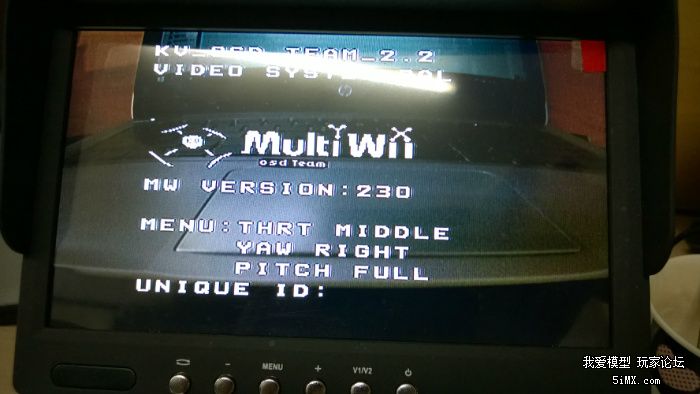 KV_OSD TEAM_2.2
VIDEO SYSTEM PAL
MultiWii
osd Team
MW VERSION:230
MENU:THRT MIDDLE
YAW RIGHT
PITCH FULL
UNIQUE ID:
MENU
V1/V2
我爱模型 玩家论坛
5iMX.com